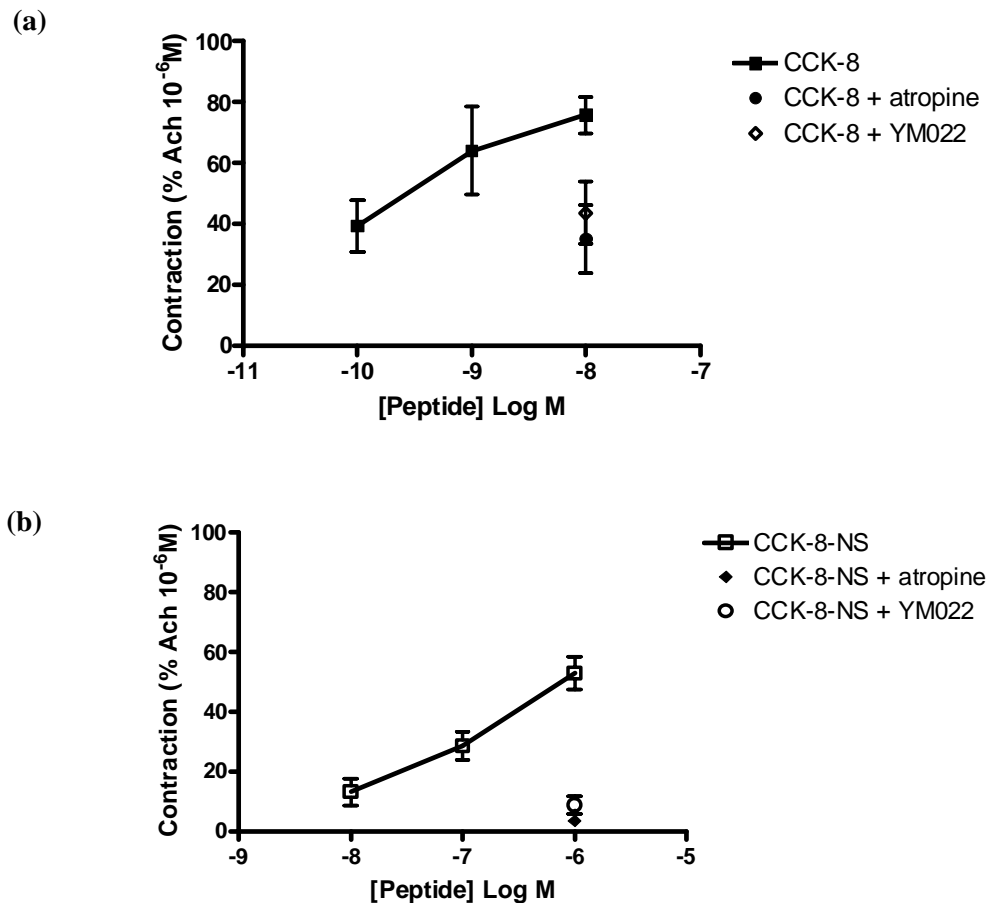 (a)
Contraction (% Ach 10⁻⁶M)
100
80
60
40
20
0
-11
-10
-9
-8
-7
[Peptide] Log M
CCK-8
CCK-8 + atropine
CCK-8 + YM022
(b)
Contraction (% Ach 10⁻⁶M)
100
80
60
40
20
0
-9
-8
-7
-6
-5
[Peptide] Log M
CCK-8-NS
CCK-8-NS + atropine
CCK-8-NS + YM022